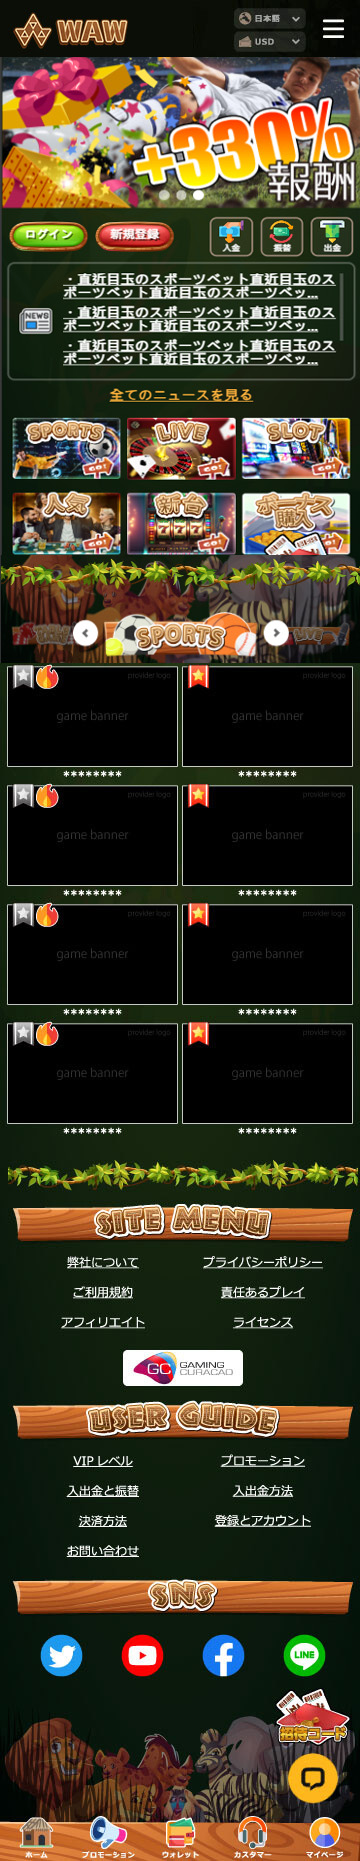 WAW
日本語
USD
+330%
報酬
ログイン
新規登録
入金
振替
出金
NEWS
・直近目玉のスポーツベット直近目玉のス
ポーツベット直近目玉のスポーツベッ...
・直近目玉のスポーツベット直近目玉のス
ポーツベット直近目玉のスポーツベッ...
・直近目玉のスポーツベット直近目玉のス
ポーツベット直近目玉のスポーツベッ...
全てのニュースを見る
SPORTS
GO!
LIVE
GO!
SLOT
GO!
人気
GO!
新台
777
GO!
ボーナス
購入
SPORTS
provider logo
game banner
provider logo
game banner
********
********
provider logo
game banner
provider logo
game banner
********
********
provider logo
game banner
provider logo
game banner
********
********
provider logo
game banner
provider logo
game banner
********
********
SITE MENU
弊社について
プライバシーポリシー
ご利用規約
責任あるプレイ
アフィリエイト
ライセンス
GC GAMING
CURACAO
USER GUIDE
VIP レベル
プロモーション
入出金と振替
入出金方法
決済方法
登録とアカウント
お問い合わせ
SNS
LINE
招待コード
ホーム
プロモーション
ウォレット
カスタマー
マイページ